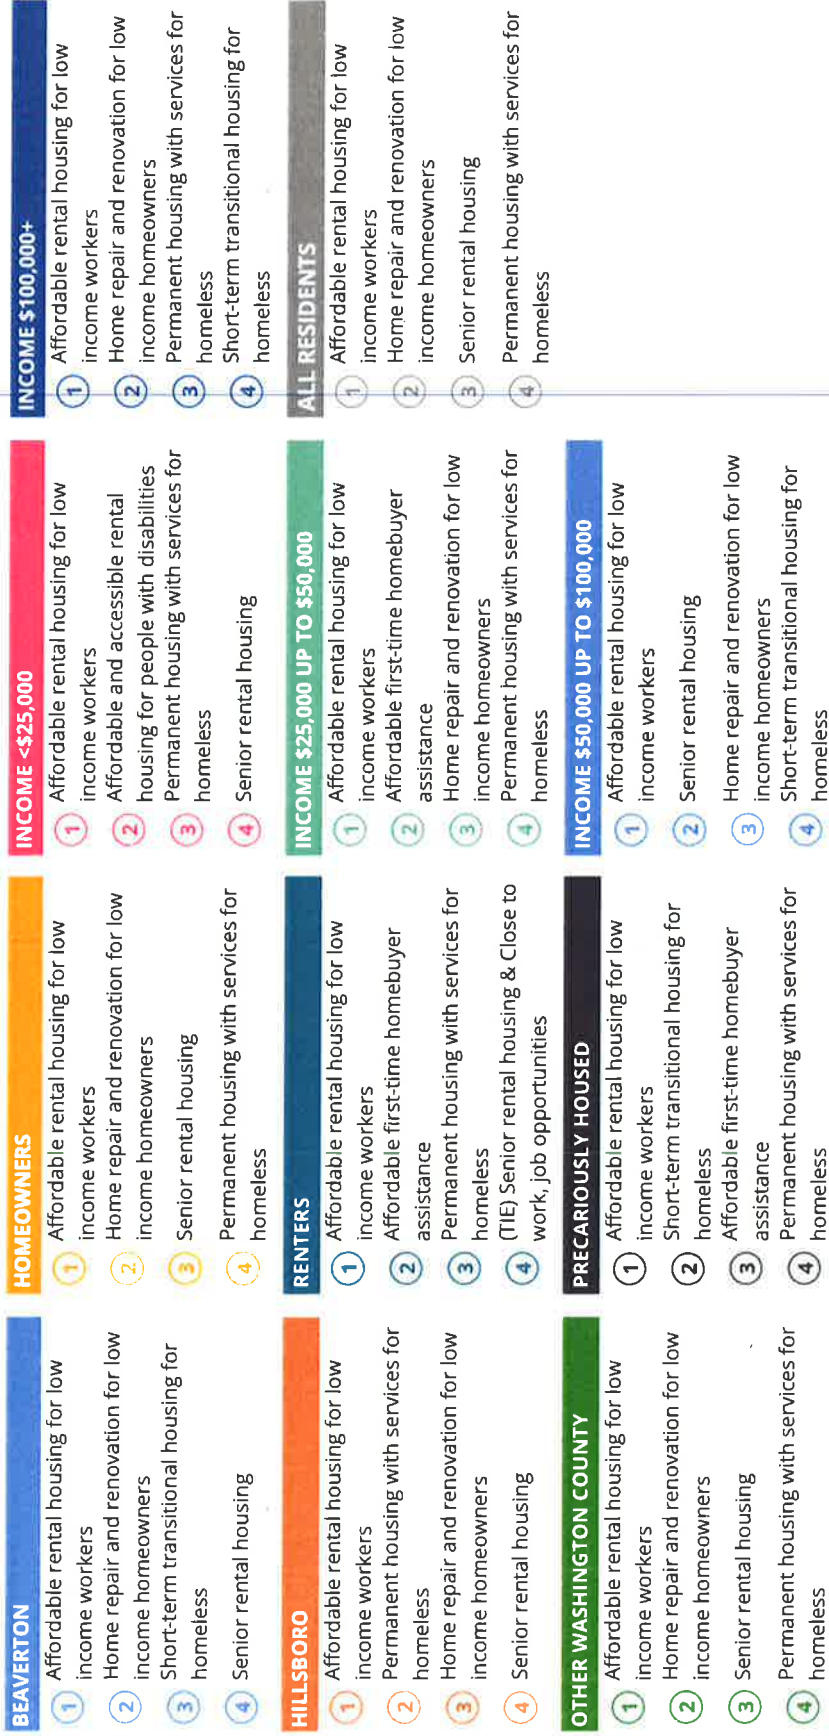 BEAVERTON
1 Affordable rental housing for low
income workers
2 Home repair and renovation for low
income homeowners
3 Short-term transitional housing for
homeless
4 Senior rental housing
HILLSBORO
1 Affordable rental housing for low
income workers
2 Permanent housing with services for
homeless
3 Home repair and renovation for low
income homeowners
4 Senior rental housing
OTHER WASHINGTON COUNTY
1 Affordable rental housing for low
income workers
2 Home repair and renovation for low
income homeowners
3 Senior rental housing
4 Permanent housing with services for
homeless
HOMEOWNERS
1 Affordable rental housing for low
income workers
2 Home repair and renovation for low
income homeowners
3 Senior rental housing
4 Permanent housing with services for
homeless
RENTERS
1 Affordable rental housing for low
income workers
2 Affordable first-time homebuyer
assistance
3 Permanent housing with services for
homeless
4 (TIE) Senior rental housing & Close to
work, job opportunities
PRECARIOUSLY HOUSED
1 Affordable rental housing for low
income workers
2 Short-term transitional housing for
homeless
3 Affordable first-time homebuyer
assistance
4 Permanent housing with services for
homeless
INCOME <$25,000
1 Affordable rental housing for low
income workers
2 Affordable and accessible rental
housing for people with disabilities
3 Permanent housing with services for
homeless
4 Senior rental housing
INCOME $25,000 UP TO $50,000
1 Affordable rental housing for low
income workers
2 Affordable first-time homebuyer
assistance
3 Home repair and renovation for low
income homeowners
4 Permanent housing with services for
homeless
INCOME $50,000 UP TO $100,000
1 Affordable rental housing for low
income workers
2 Senior rental housing
3 Home repair and renovation for low
income homeowners
4 Short-term transitional housing for
homeless
INCOME $100,000+
1 Affordable rental housing for low
income workers
2 Home repair and renovation for low
income homeowners
3 Permanent housing with services for
homeless
4 Short-term transitional housing for
homeless
ALL RESIDENTS
1 Affordable rental housing for low
income workers
2 Home repair and renovation for low
income homeowners
3 Senior rental housing
4 Permanent housing with services for
homeless